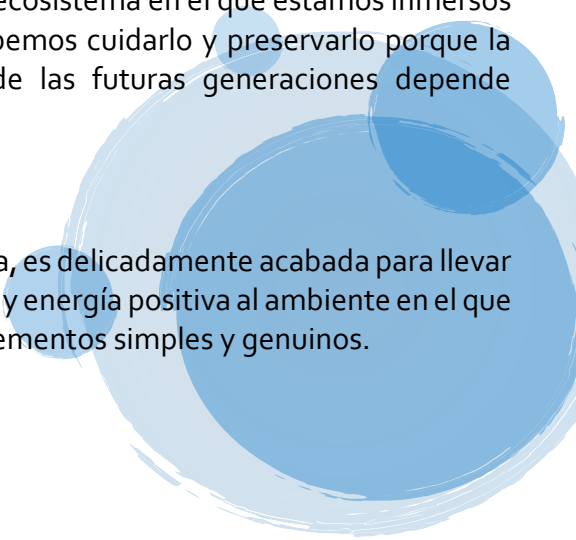 ecosistema en el que estamos inmersos
bemos cuidarlo y preservarlo porque la
de las futuras generaciones depende
a, es delicadamente acabada para llevar
y energía positiva al ambiente en el que
ementos simples y genuinos.